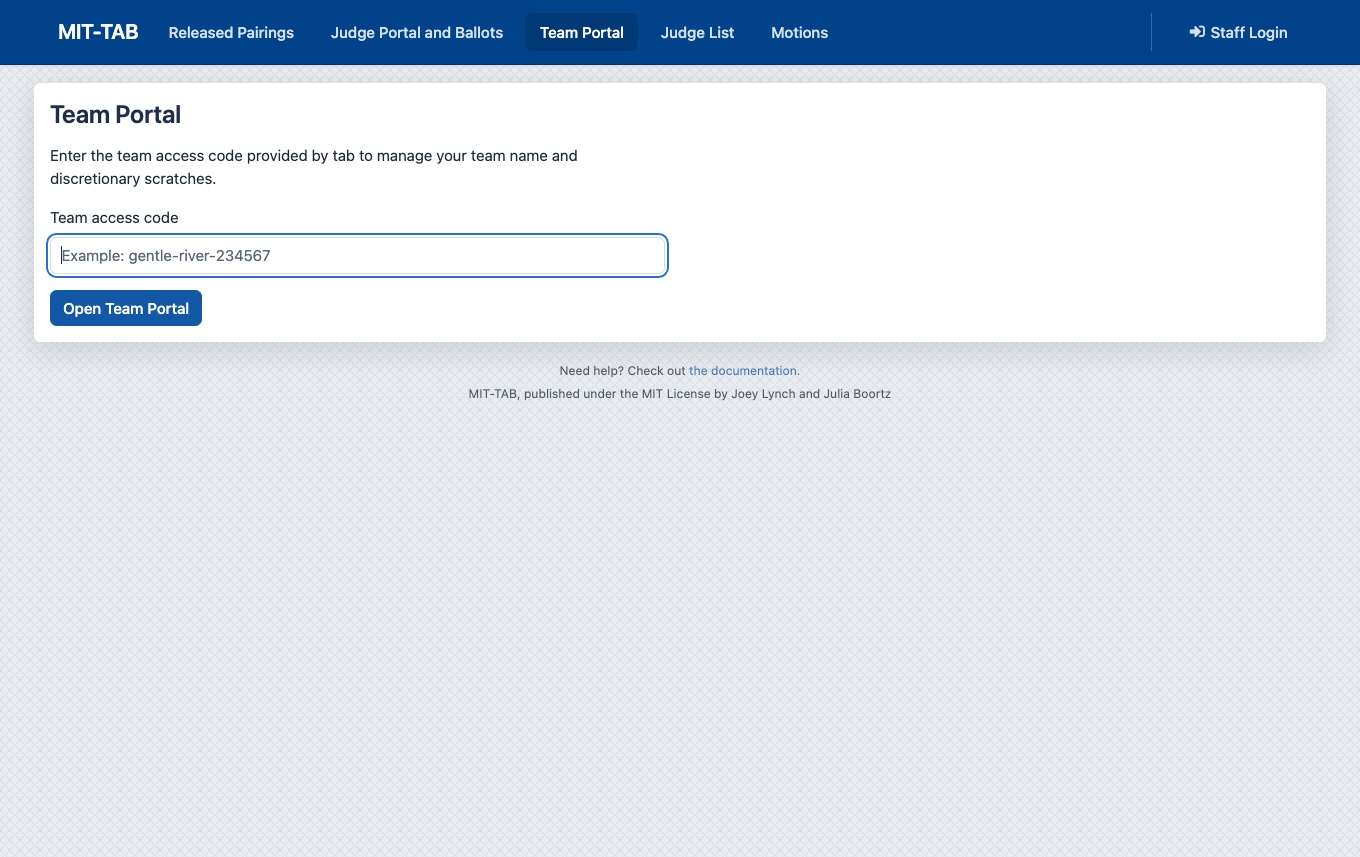 MIT-TAB Released Pairings Judge Portal and Ballots Team Portal Judge List Motions Staff Login
Team Portal
Enter the team access code provided by tab to manage your team name and
discretionary scratches.
Team access code
Example: gentle-river-234567
Open Team Portal
Need help? Check out the documentation.
MIT-TAB, published under the MIT License by Joey Lynch and Julia Boortz